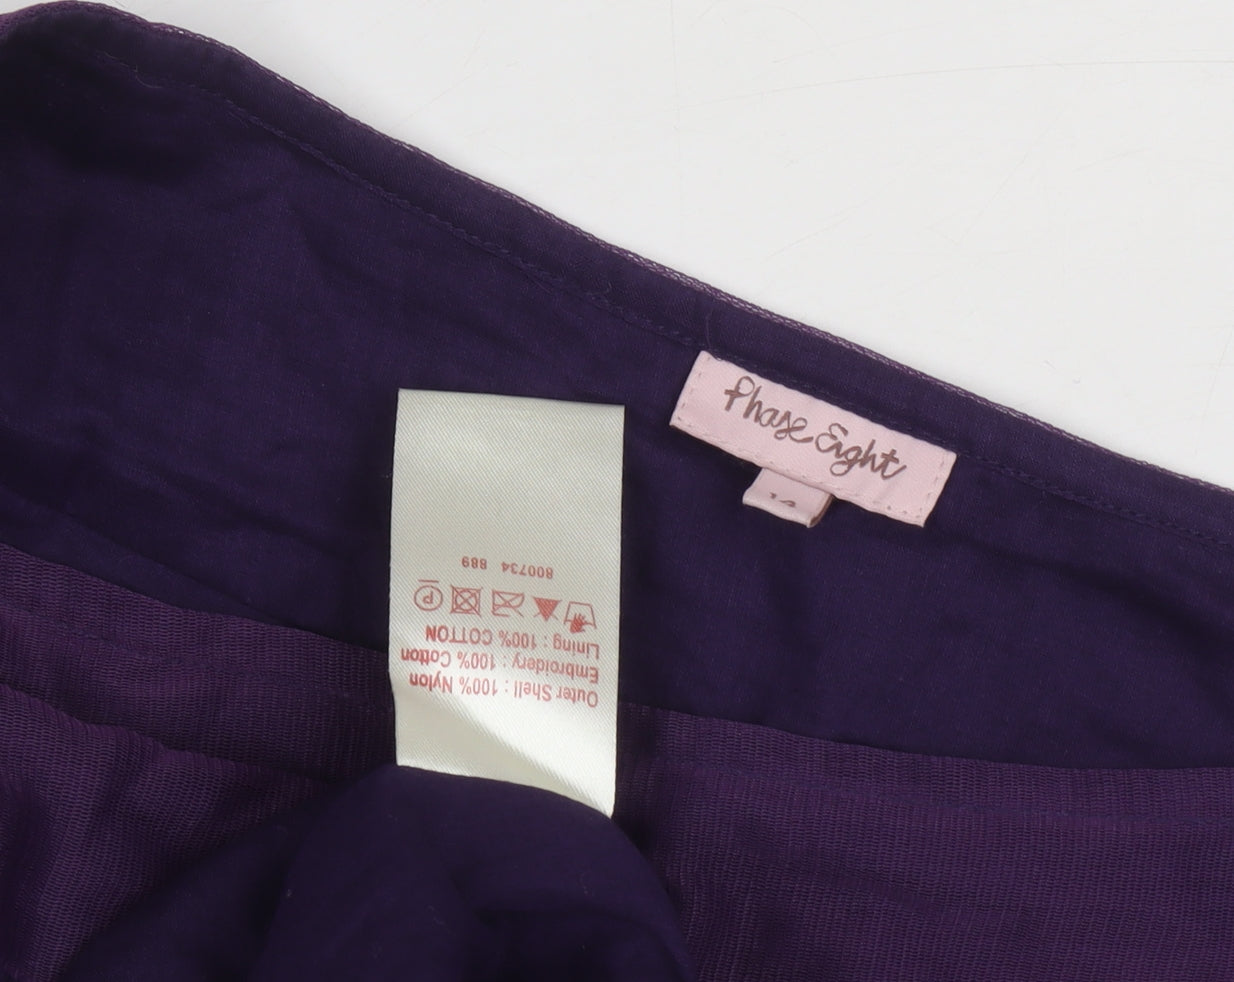 Phase Eight
14
Outer Shell : 100% Nylon
Embroidery : 100% Cotton
Lining : 100% COTTON
P
800734 889